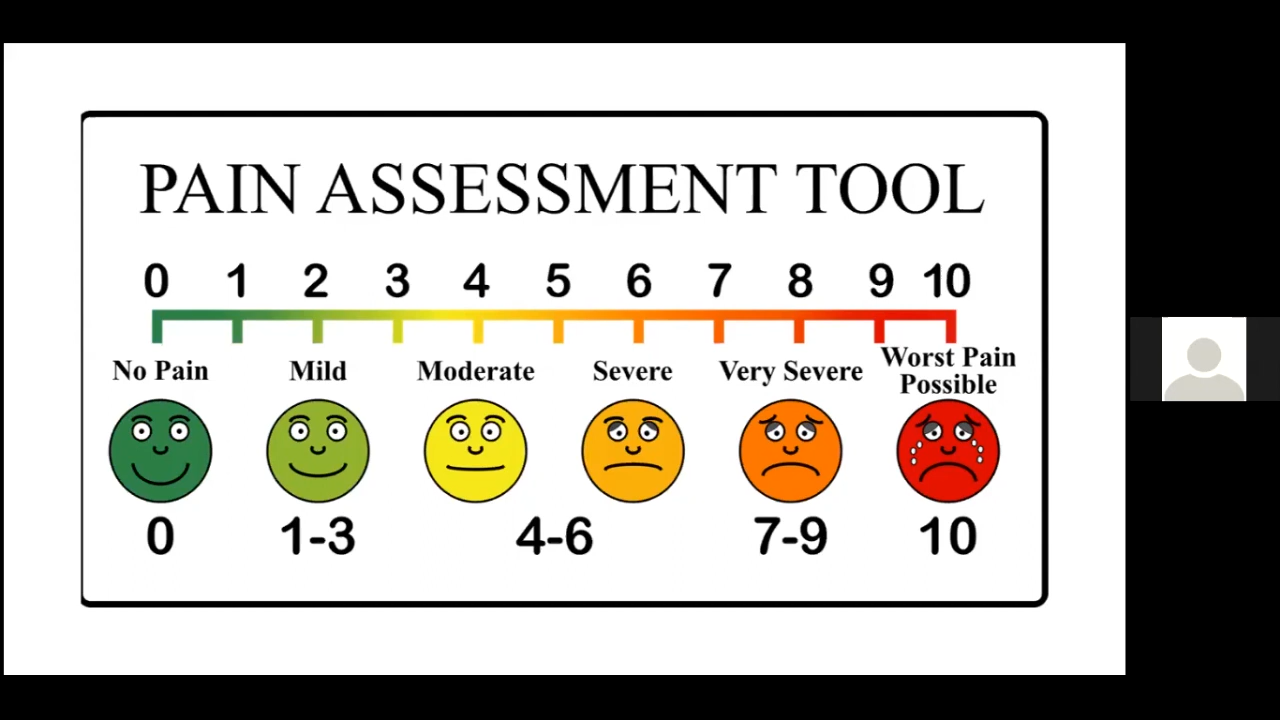 PAIN ASSESSMENT TOOL
0 1 2 3 4 5 6 7 8 9 10
No Pain Mild Moderate Severe Very Severe Worst Pain Possible
0 1-3 4-6 7-9 10